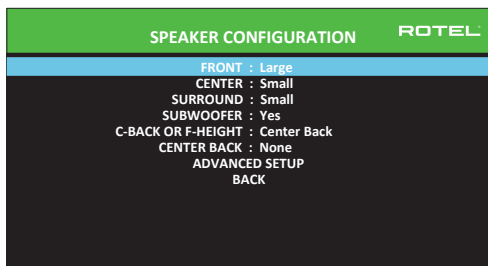 SPEAKER CONFIGURATION
ROTEL
FRONT : Large
CENTER : Small
SURROUND : Small
SUBWOOFER : Yes
C-BACK OR F-HEIGHT : Center Back
CENTER BACK : None
ADVANCED SETUP
BACK